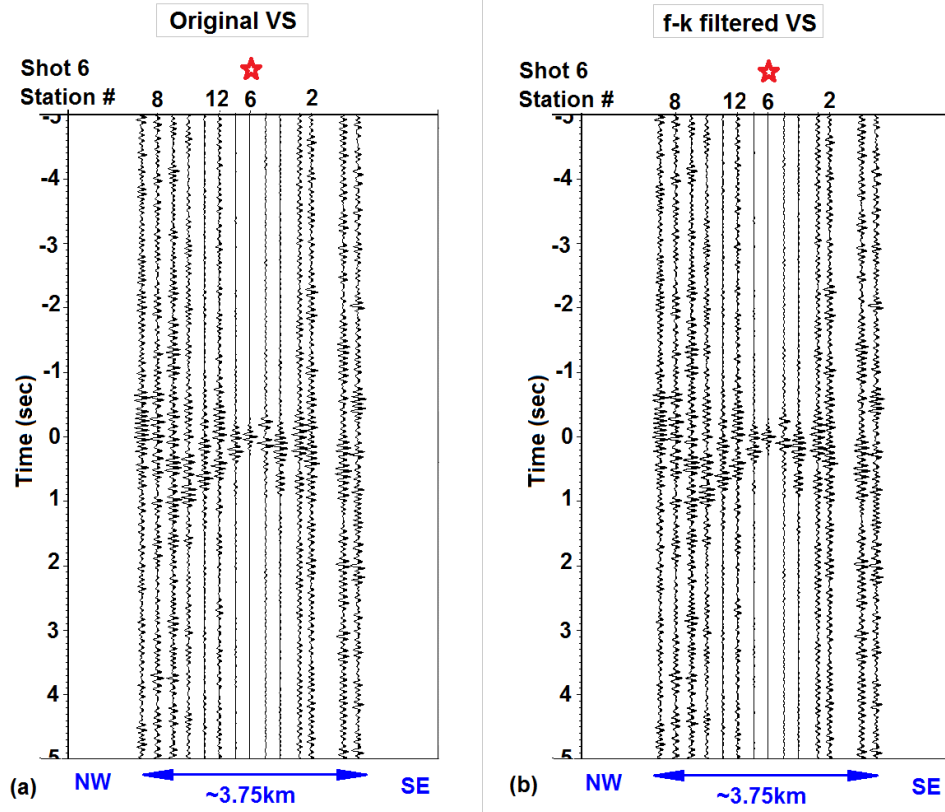 Original VS
Shot 6
Station #
8 12 6 2
-5
-4
-3
-2
-1
0
1
2
3
4
5
Time (sec)
(a)
NW
SE
~3.75km
f-k filtered VS
Shot 6
Station #
8 12 6 2
-5
-4
-3
-2
-1
0
1
2
3
4
5
Time (sec)
(b)
NW
SE
~3.75km